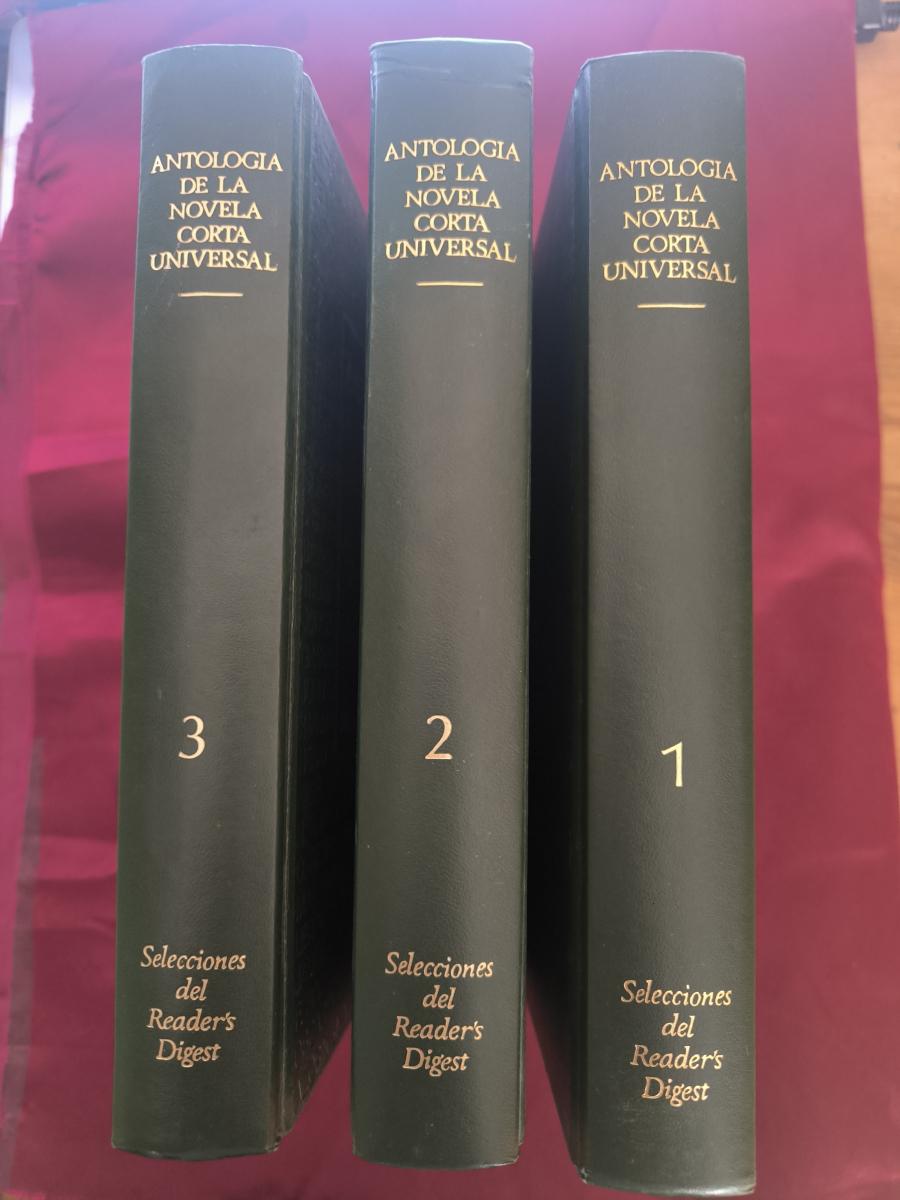 ANTOLOGIA
DE LA
NOVELA
CORTA
UNIVERSAL
3
Selecciones
del
Reader's
Digest
ANTOLOGIA
DE LA
NOVELA
CORTA
UNIVERSAL
2
Selecciones
del
Reader's
Digest
ANTOLOGIA
DE LA
NOVELA
CORTA
UNIVERSAL
1
Selecciones
del
Reader's
Digest